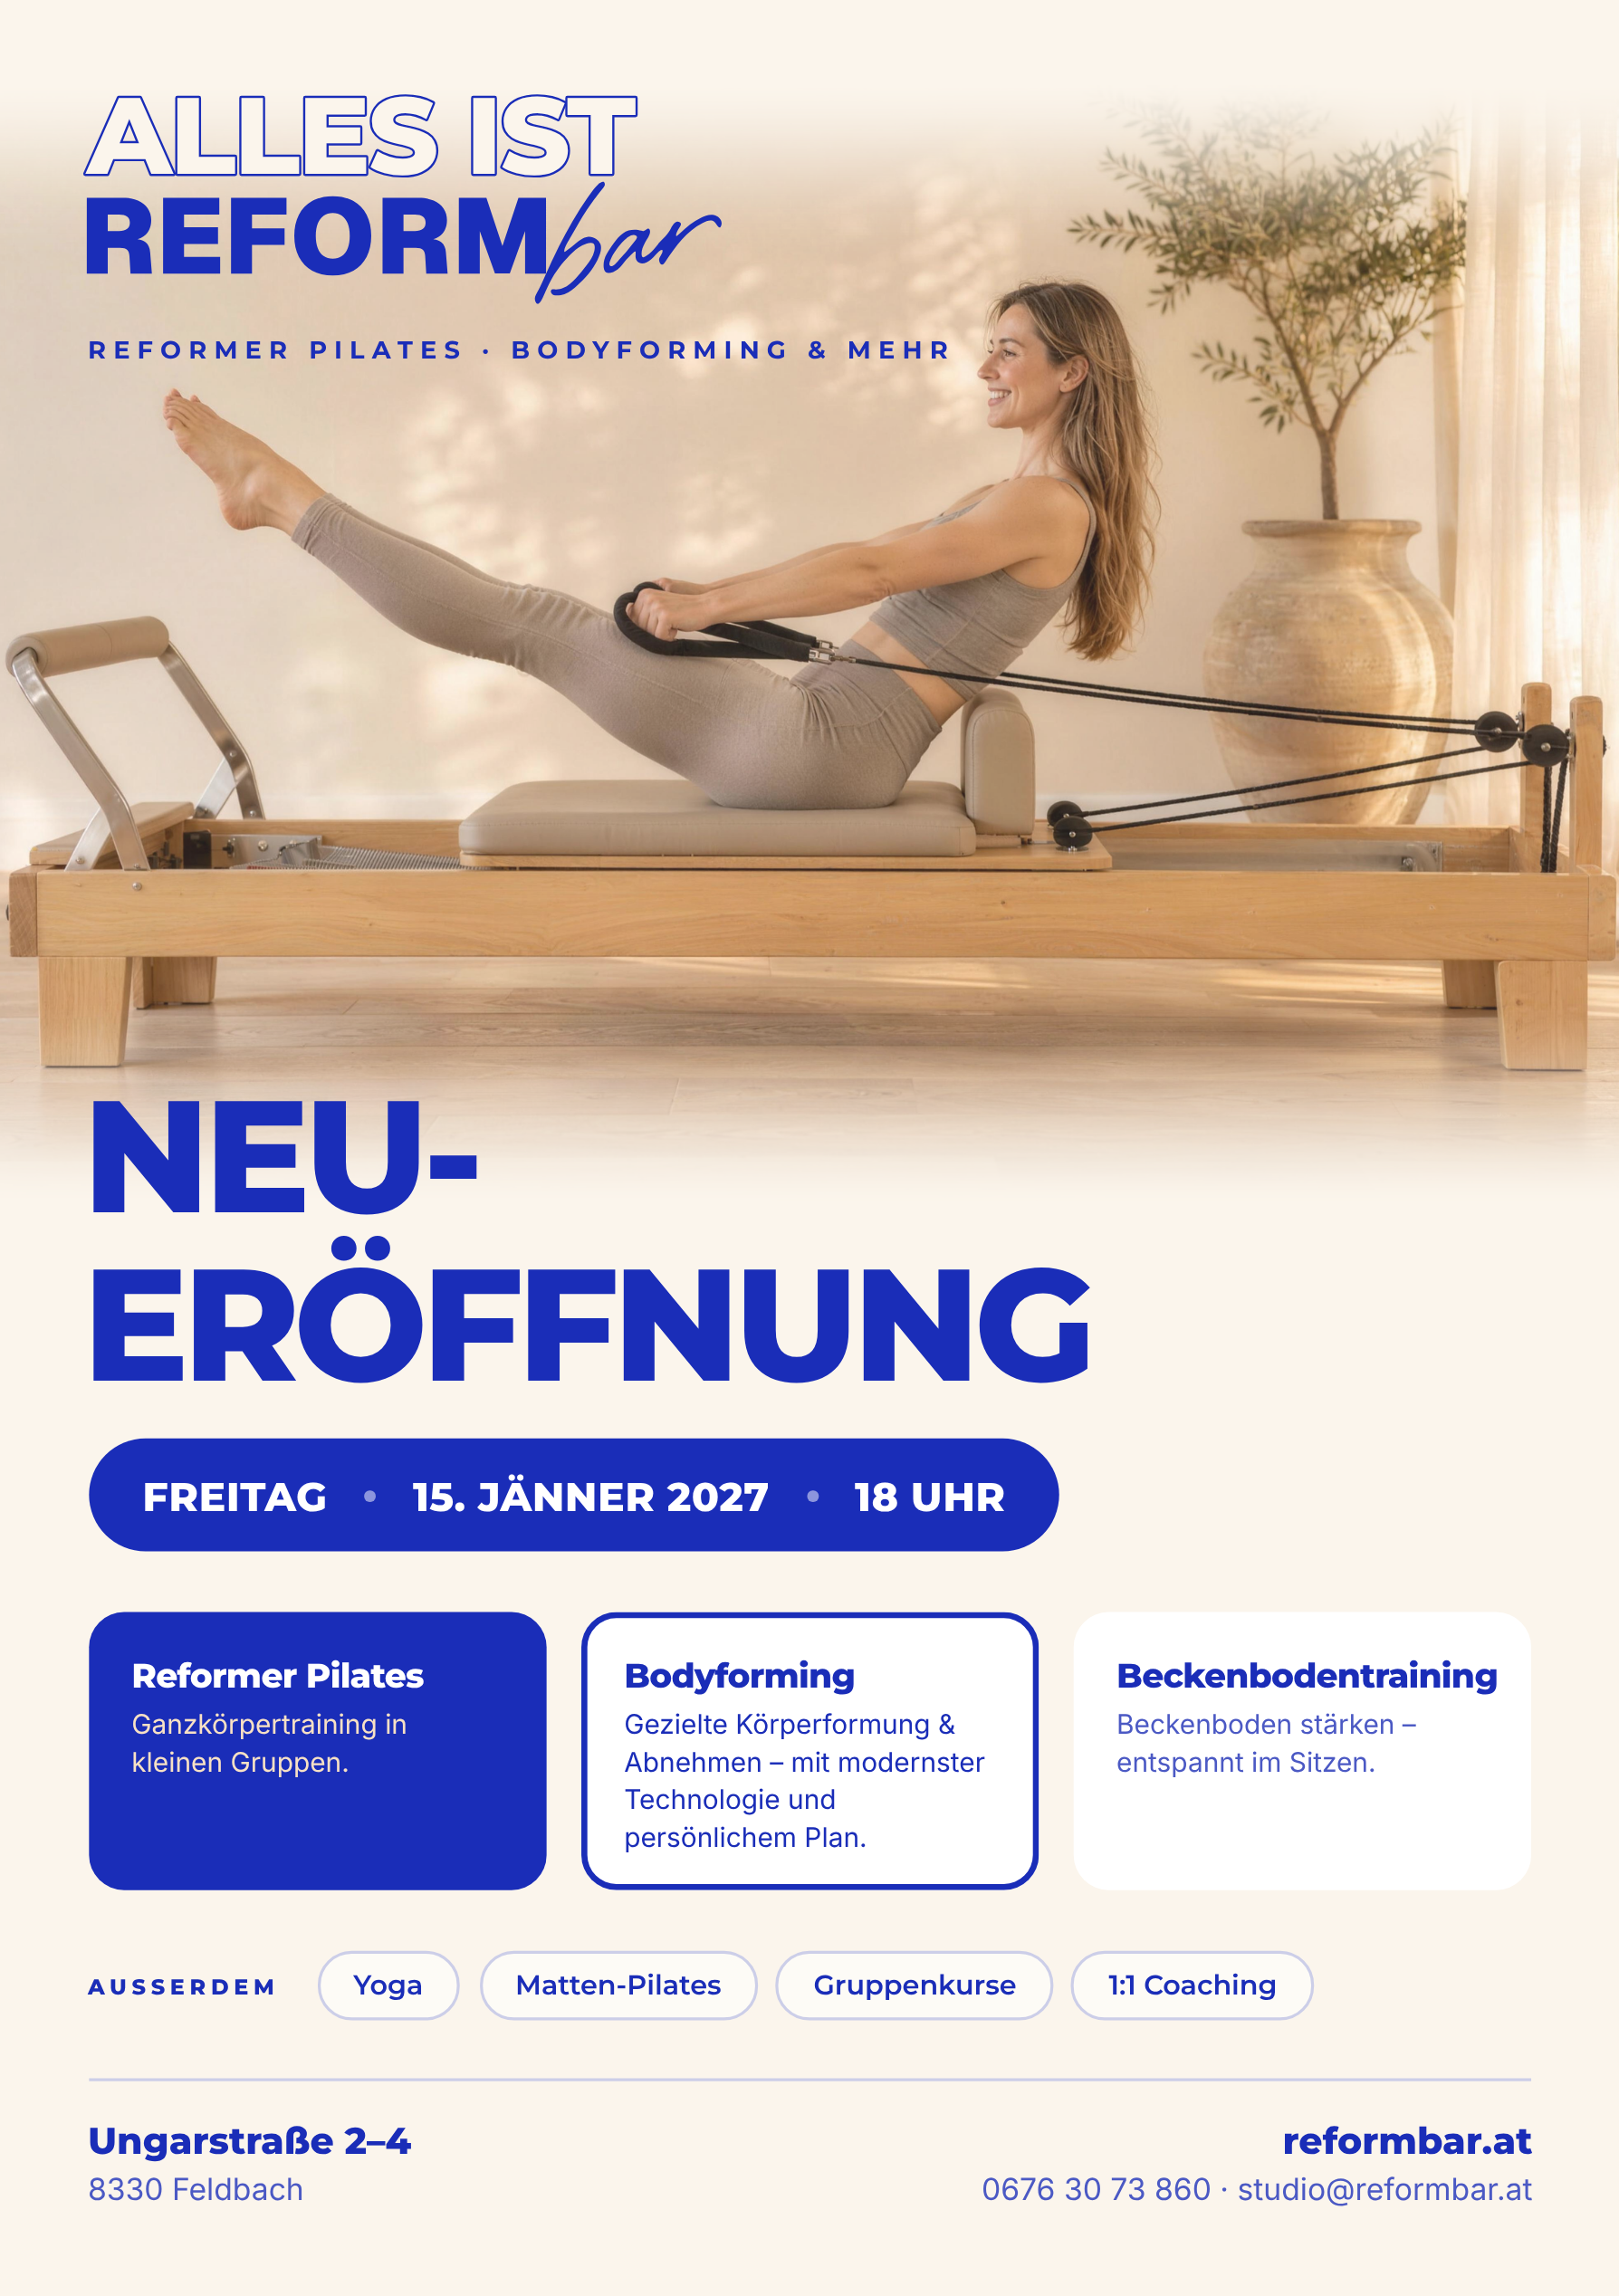 ALLES IST
REFORMbar
REFORMER PILATES · BODYFORMING & MEHR
NEU-
ERÖFFNUNG
FREITAG • 15. JÄNNER 2027 • 18 UHR
Reformer Pilates
Ganzkörpertraining in
kleinen Gruppen.
Bodyforming
Gezielte Körperformung &
Abnehmen – mit modernster
Technologie und
persönlichem Plan.
Beckenbodentraining
Beckenboden stärken –
entspannt im Sitzen.
AUSSERDEM Yoga Matten-Pilates Gruppenkurse 1:1 Coaching
Ungarstraße 2–4
8330 Feldbach
reformbar.at
0676 30 73 860 · studio@reformbar.at